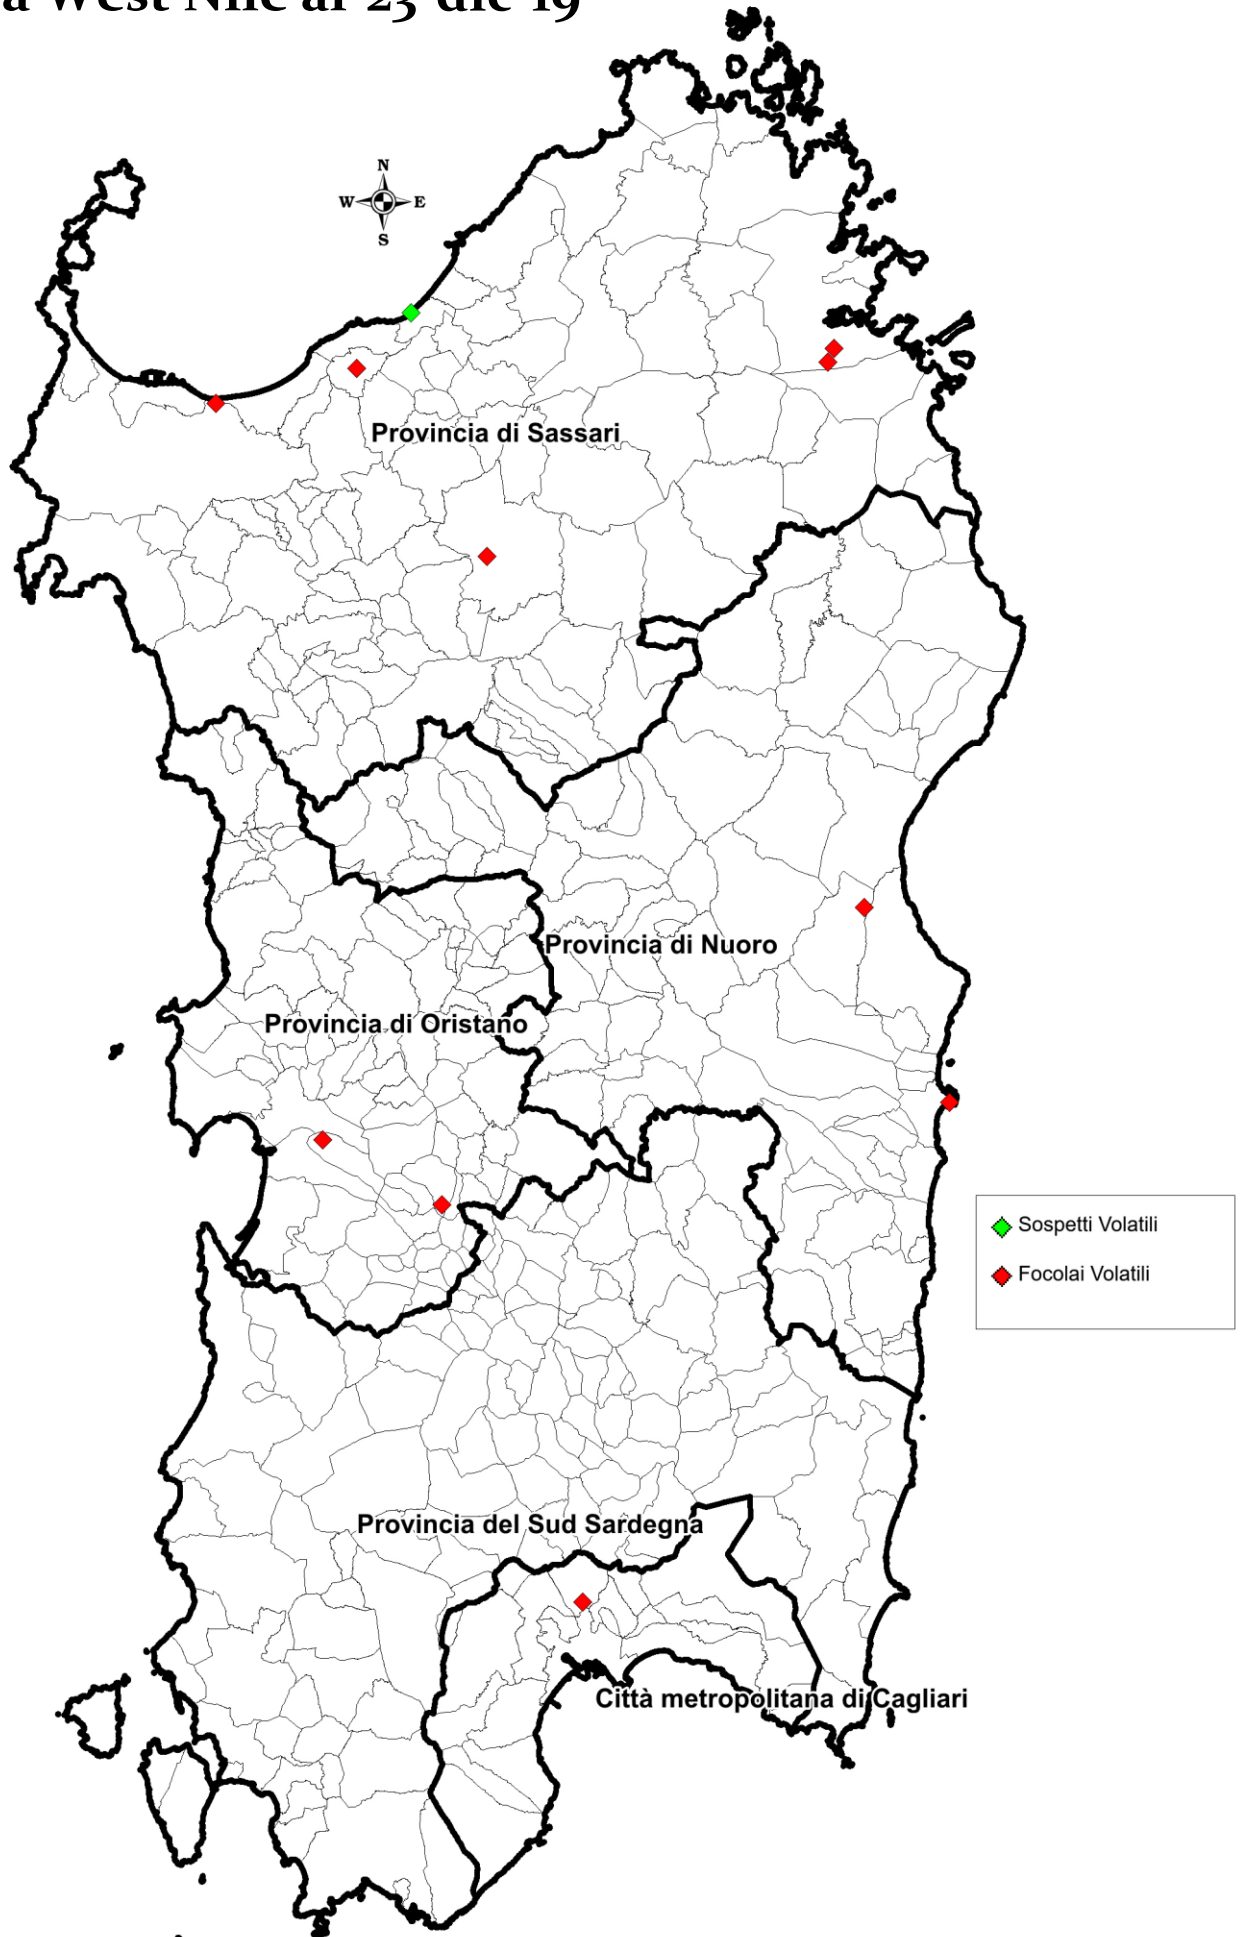 a West Nile al 23 dic 19
N
W E
S
Provincia di Sassari
Provincia di Nuoro
Provincia di Oristano
Sospetti Volatili
Focolai Volatili
Provincia del Sud Sardegna
Città metropolitana di Cagliari